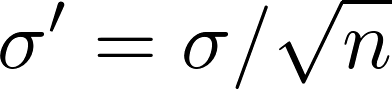 σ′ = σ/√n